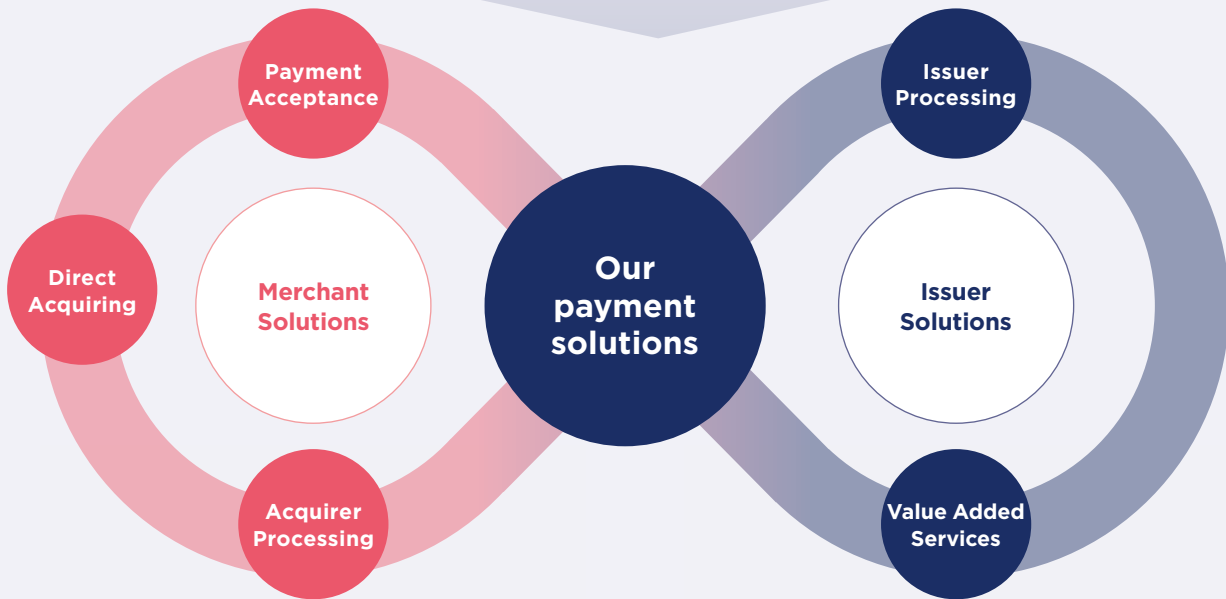 Payment
Acceptance
Direct
Acquiring
Merchant
Solutions
Acquirer
Processing
Our
payment
solutions
Issuer
Processing
Issuer
Solutions
Value Added
Services